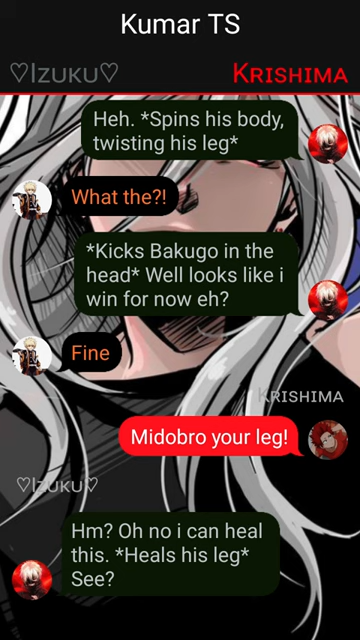 Kumar TS
♡Izuku♡
Krishima
Heh. *Spins his body,
twisting his leg*
What the?!
*Kicks Bakugo in the
head* Well looks like i
win for now eh?
Fine
Krishima
Midobro your leg!
♡Izuku♡
Hm? Oh no i can heal
this. *Heals his leg*
See?